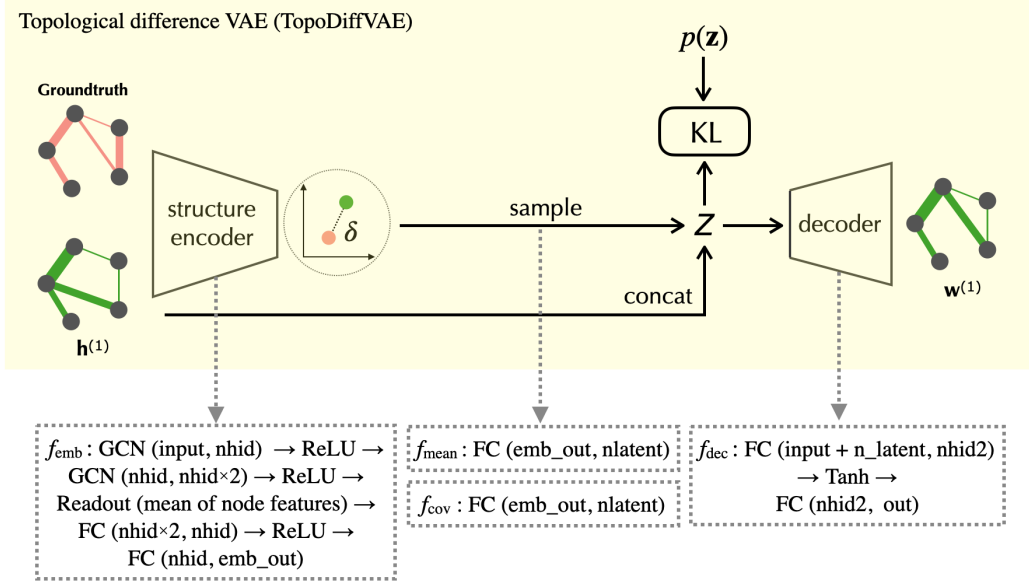 Topological difference VAE (TopoDiffVAE)
p(𝐳)
Groundtruth
KL
structure
encoder
δ
sample
Z
decoder
concat
𝐡⁽¹⁾
𝐰⁽¹⁾
f_emb : GCN (input, nhid) → ReLU →
GCN (nhid, nhid×2) → ReLU →
Readout (mean of node features) →
FC (nhid×2, nhid) → ReLU →
FC (nhid, emb_out)
f_mean : FC (emb_out, nlatent)
f_cov : FC (emb_out, nlatent)
f_dec : FC (input + n_latent, nhid2)
→ Tanh →
FC (nhid2, out)